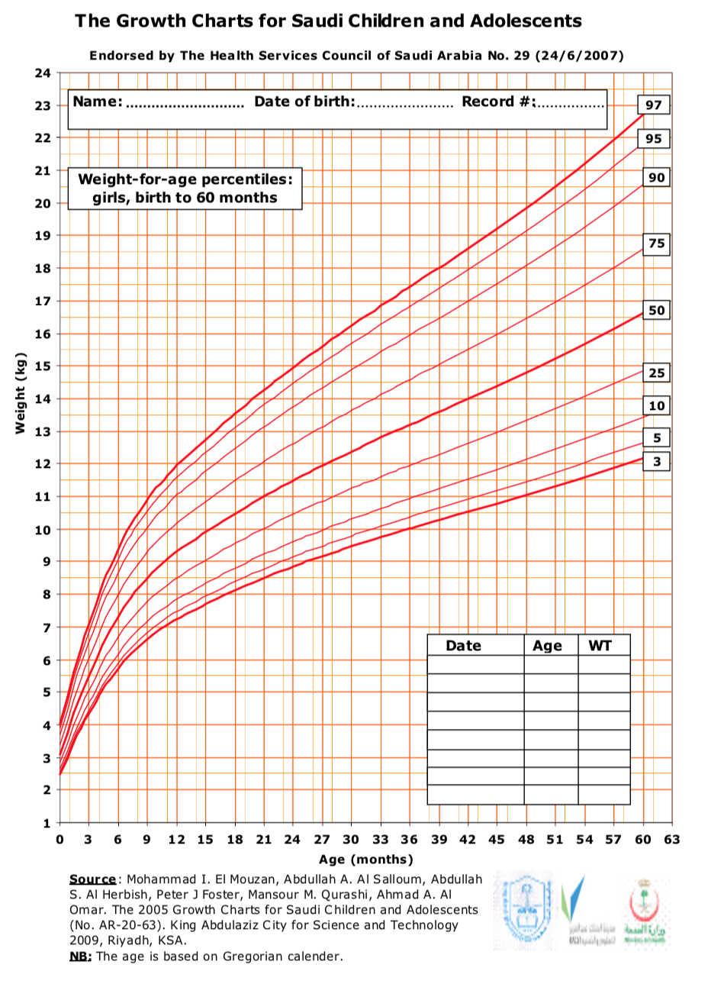 The Growth Charts for Saudi Children and Adolescents
Endorsed by The Health Services Council of Saudi Arabia No. 29 (24/6/2007)
Name: ............................ Date of birth:....................... Record #:................
Weight-for-age percentiles:
girls, birth to 60 months
24
23
22
21
20
19
18
17
16
15
14
13
12
11
10
9
8
7
6
5
4
3
2
1
Weight (kg)
97
95
90
75
50
25
10
5
3
Date Age WT
0 3 6 9 12 15 18 21 24 27 30 33 36 39 42 45 48 51 54 57 60 63
Age (months)
Source: Mohammad I. El Mouzan, Abdullah A. Al Salloum, Abdullah
S. Al Herbish, Peter J Foster, Mansour M. Qurashi, Ahmad A. Al
Omar. The 2005 Growth Charts for Saudi Children and Adolescents
(No. AR-20-63). King Abdulaziz City for Science and Technology
2009, Riyadh, KSA.
NB: The age is based on Gregorian calender.
وزارة الصحة